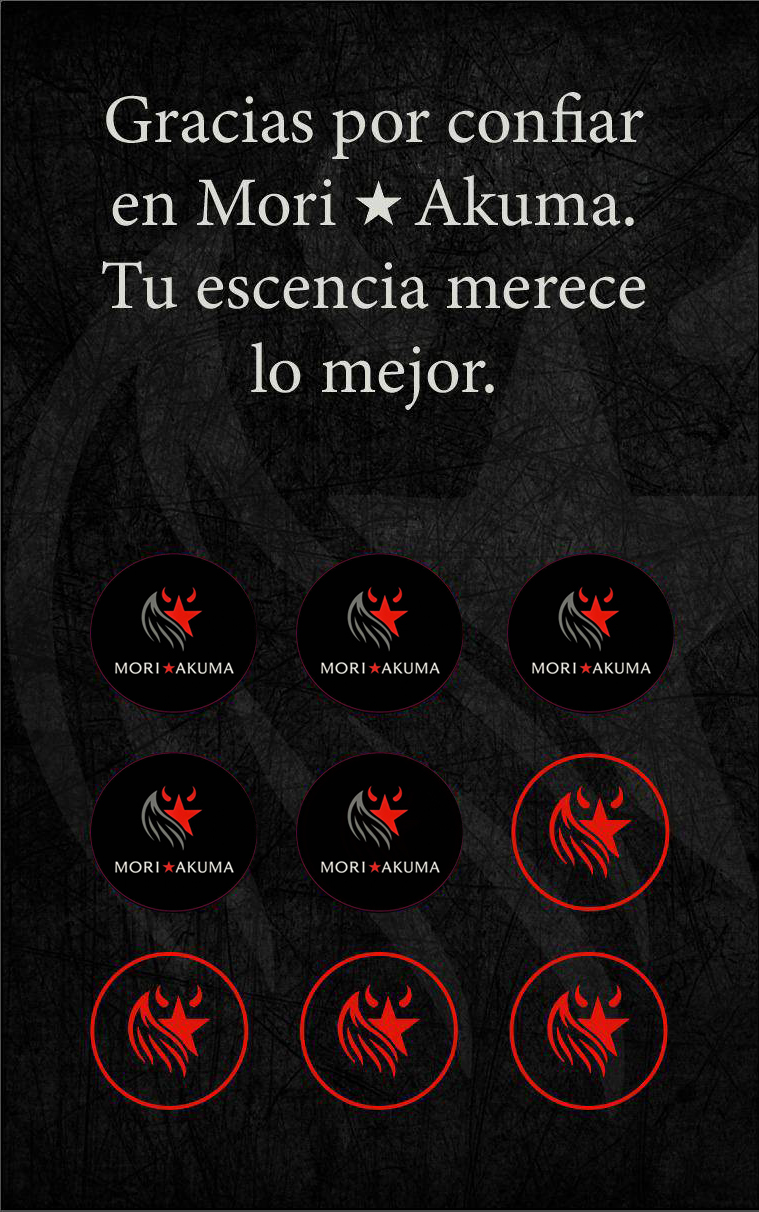 Gracias por confiar
en Mori ★ Akuma.
Tu escencia merece
lo mejor.
MORI★AKUMA
MORI★AKUMA
MORI★AKUMA
MORI★AKUMA
MORI★AKUMA